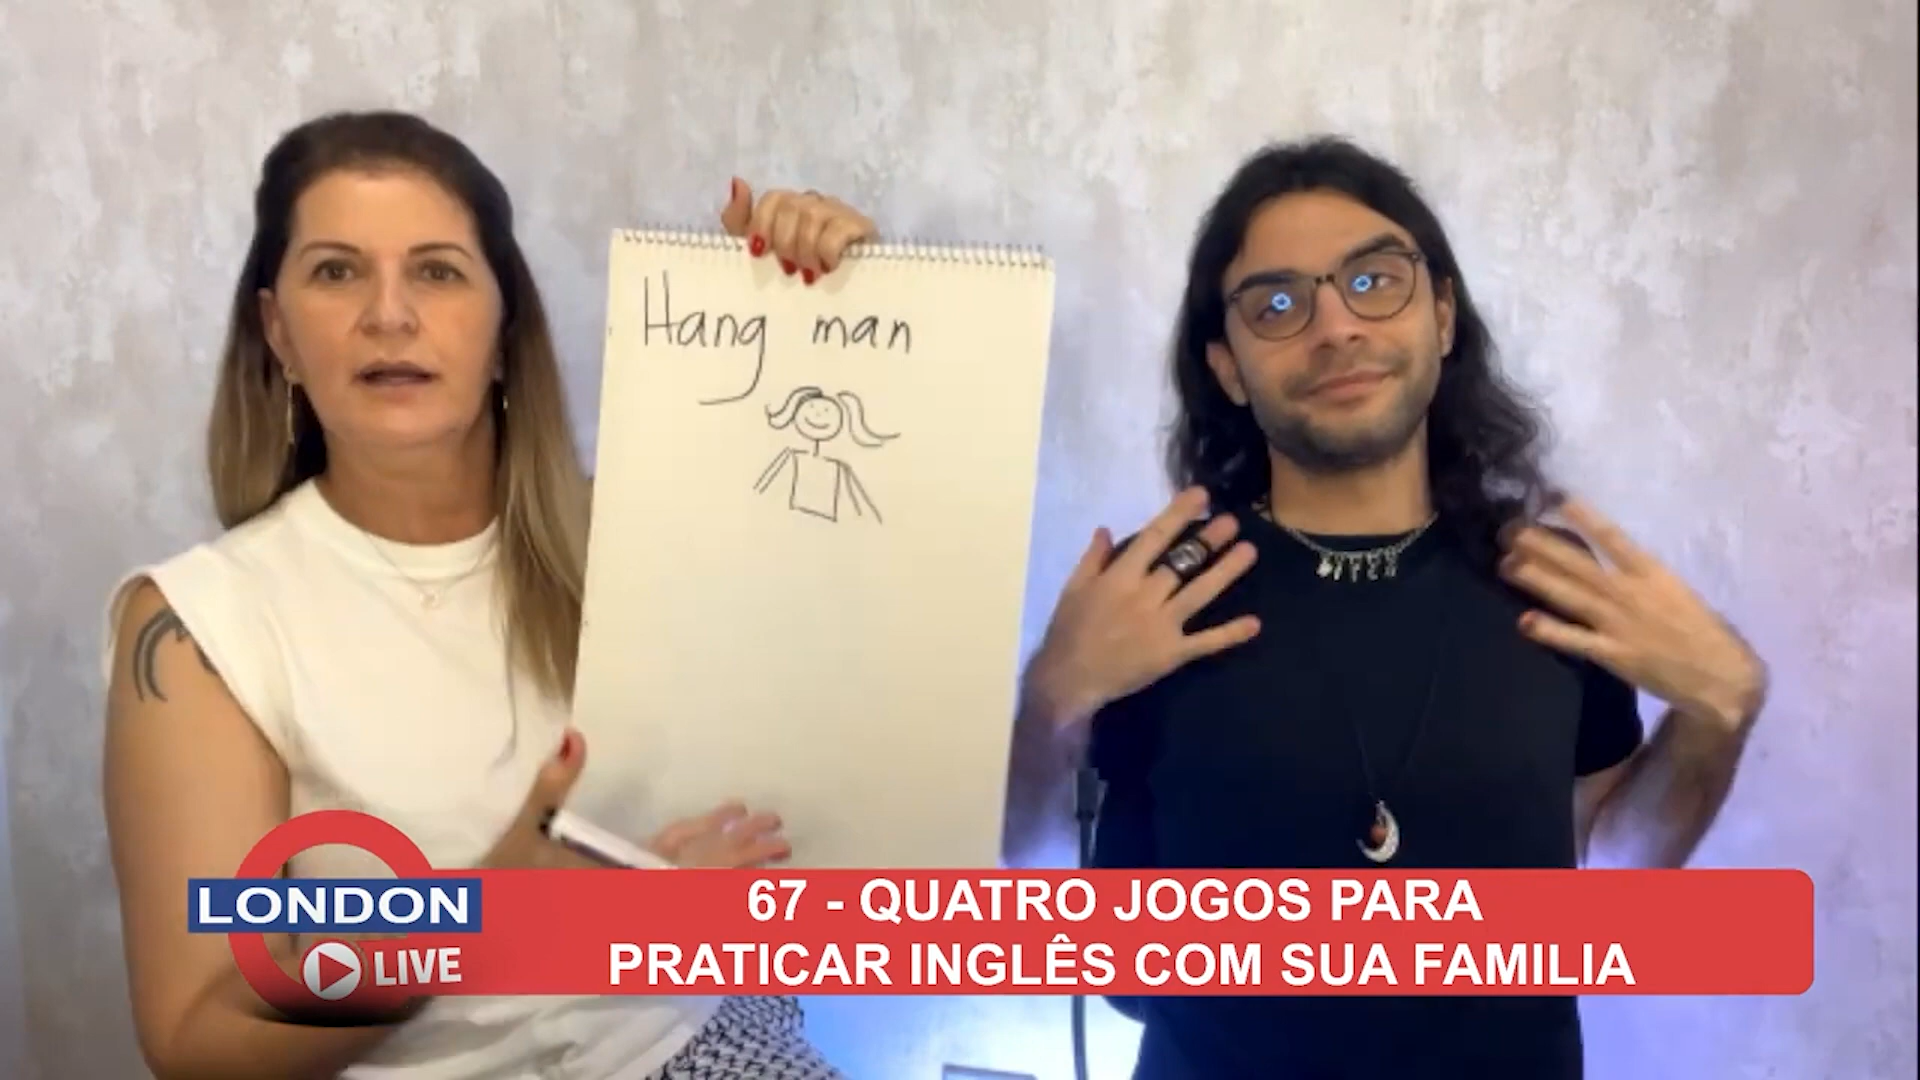 Hang man
LONDON
LIVE
67 - QUATRO JOGOS PARA
PRATICAR INGLÊS COM SUA FAMILIA